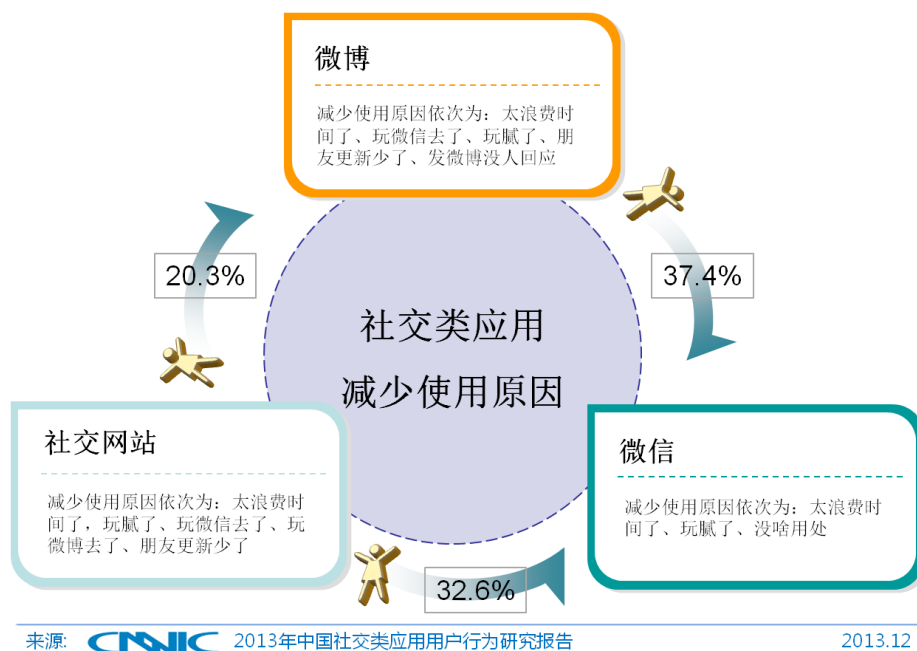 微博
减少使用原因依次为：太浪费时
间了、玩微信去了、玩腻了、朋
友更新少了、发微博没人回应
20.3%
37.4%
社交类应用
减少使用原因
社交网站
减少使用原因依次为：太浪费时
间了，玩腻了、玩微信去了、玩
微博去了、朋友更新少了
微信
减少使用原因依次为：太浪费时
间了、玩腻了、没啥用处
32.6%
来源: CNNIC 2013年中国社交类应用用户行为研究报告 2013.12